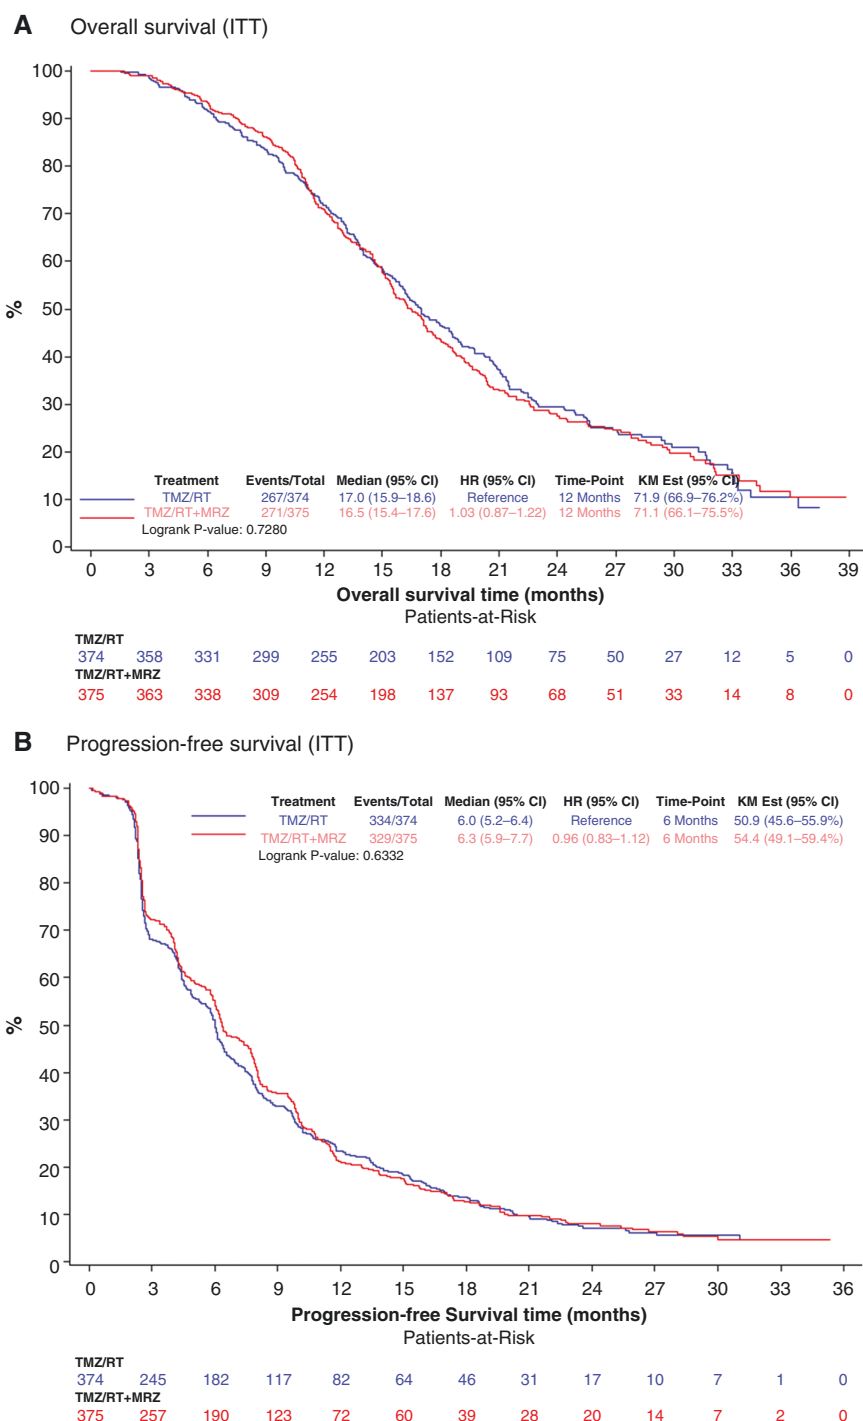 A Overall survival (ITT)
100
90
80
70
60
50
40
30
20
10
0
%
Treatment Events/Total Median (95% CI) HR (95% CI) Time-Point KM Est (95% CI)
TMZ/RT 267/374 17.0 (15.9–18.6) Reference 12 Months 71.9 (66.9–76.2%)
TMZ/RT+MRZ 271/375 16.5 (15.4–17.6) 1.03 (0.87–1.22) 12 Months 71.1 (66.1–75.5%)
Logrank P-value: 0.7280
0 3 6 9 12 15 18 21 27 30 33 36 39
Overall survival time (months)
Patients-at-Risk
TMZ/RT
374 358 331 299 255 203 152 109 75 50 27 12 5 0
TMZ/RT+MRZ
375 363 338 309 254 198 137 93 68 51 33 14 8 0
B Progression-free survival (ITT)
100
90
80
70
60
50
40
30
20
10
0
%
Treatment Events/Total Median (95% CI) HR (95% CI) Time-Point KM Est (95% CI)
TMZ/RT 334/374 6.0 (5.2–6.4) Reference 6 Months 50.9 (45.6–55.9%)
TMZ/RT+MRZ 329/375 6.3 (5.9–7.7) 0.96 (0.83–1.12) 6 Months 54.4 (49.1–59.4%)
Logrank P-value: 0.6332
0 3 6 9 12 15 18 21 24 27 30 33 36
Progression-free Survival time (months)
Patients-at-Risk
TMZ/RT
374 245 182 117 82 64 46 31 17 10 7 1 0
TMZ/RT+MRZ
375 257 190 123 72 60 39 28 20 14 7 2 0